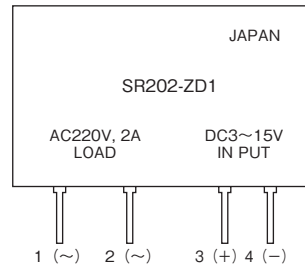 JAPAN
SR202-ZD1
AC220V, 2A
LOAD
DC3～15V
IN PUT
1 (～) 2 (～) 3 (+) 4 (−)